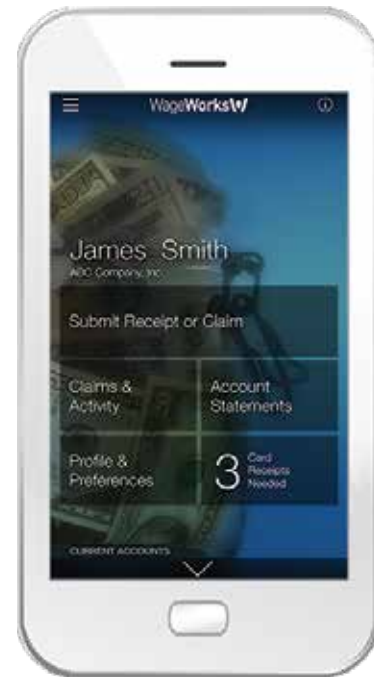 WageWorksW
James Smith
ABC Company, Inc.
Submit Receipt or Claim
Claims &
Activity
Account
Statements
Profile &
Preferences
3
Card
Receipts
Needed
CURRENT ACCOUNTS